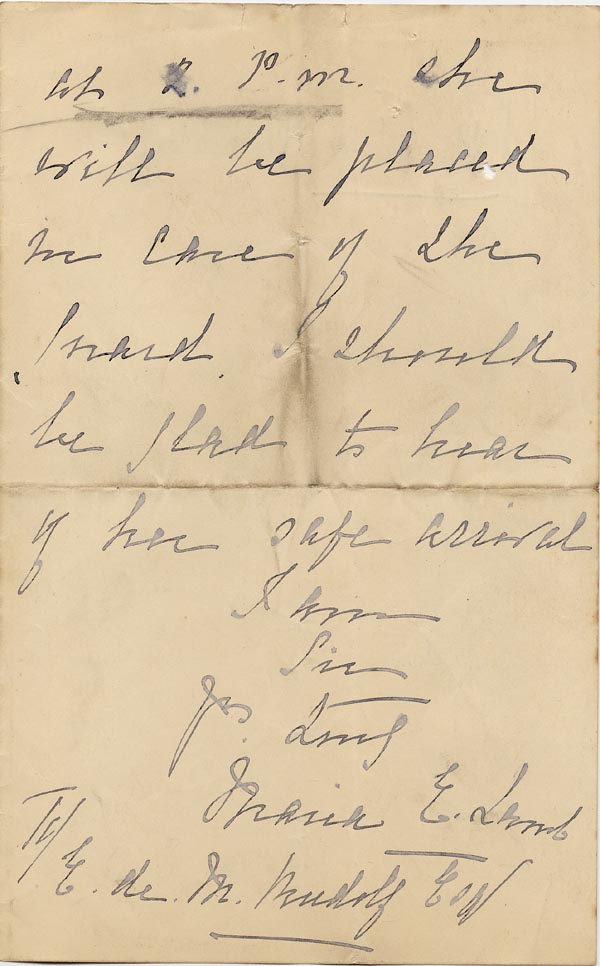 at 2. P.m. She
will be placed
in care of the
Guard. I should
be glad to hear
of her safe arrival
I am
Sir
Yrs. Truly
Maria E. Lamb
To/
E. de. M. Rudolf Esq